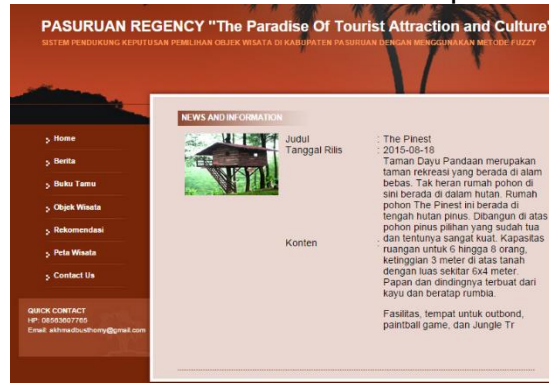 PASURUAN REGENCY "The Paradise Of Tourist Attraction and Culture"
SISTEM PENDUKUNG KEPUTUSAN PEMILIHAN OBJEK WISATA DI KABUPATEN PASURUAN DENGAN MENGGUNAKAN METODE FUZZY
NEWS AND INFORMATION
Home
Berita
Buku Tamu
Objek Wisata
Rekomendasi
Peta Wisata
Contact Us
QUICK CONTACT
HP: 08563607765
Email: akhmadbusthomy@gmail.com
Judul : The Pinest
Tanggal Rilis : 2015-08-18
Konten :
Taman Dayu Pandaan merupakan
taman rekreasi yang berada di alam
bebas. Tak heran rumah pohon di
sini berada di dalam hutan. Rumah
pohon The Pinest ini berada di
tengah hutan pinus. Dibangun di atas
pohon pinus pilihan yang sudah tua
dan tentunya sangat kuat. Kapasitas
ruangan untuk 6 hingga 8 orang,
ketinggian 3 meter di atas tanah
dengan luas sekitar 6x4 meter.
Papan dan dindingnya terbuat dari
kayu dan beratap rumbia.
Fasilitas, tempat untuk outbond,
paintball game, dan Jungle Tr